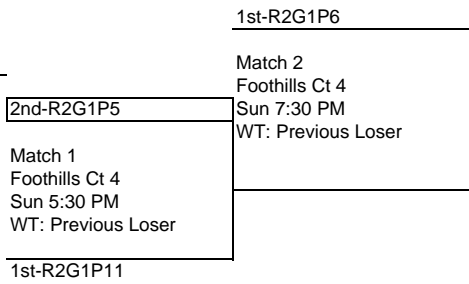 1st-R2G1P6
Match 2
Foothills Ct 4
Sun 7:30 PM
WT: Previous Loser
2nd-R2G1P5
Match 1
Foothills Ct 4
Sun 5:30 PM
WT: Previous Loser
1st-R2G1P11